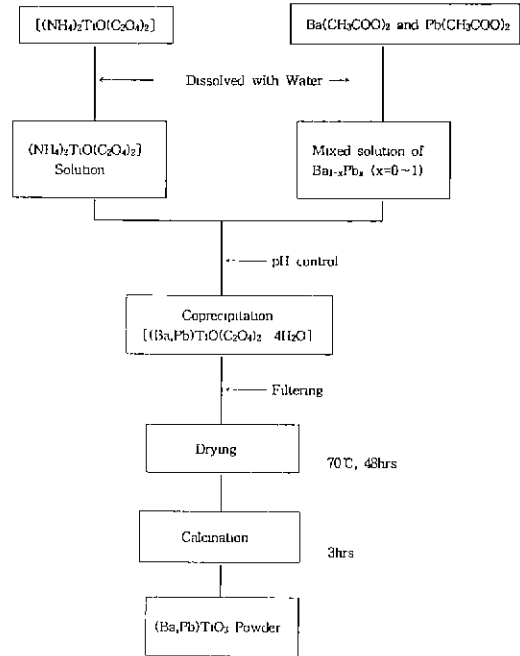 [(NH₄)₂TiO(C₂O₄)₂]
Ba(CH₃COO)₂ and Pb(CH₃COO)₂
Dissolved with Water
(NH₄)₂TiO(C₂O₄)₂]
Solution
Mixed solution of
Ba₁₋ₓPbₓ (x=0~1)
pH control
Coprecipitation
[(Ba,Pb)TiO(C₂O₄)₂ 4H₂O]
Filtering
Drying
70℃, 48hrs
Calcination
3hrs
(Ba,Pb)TiO₃ Powder